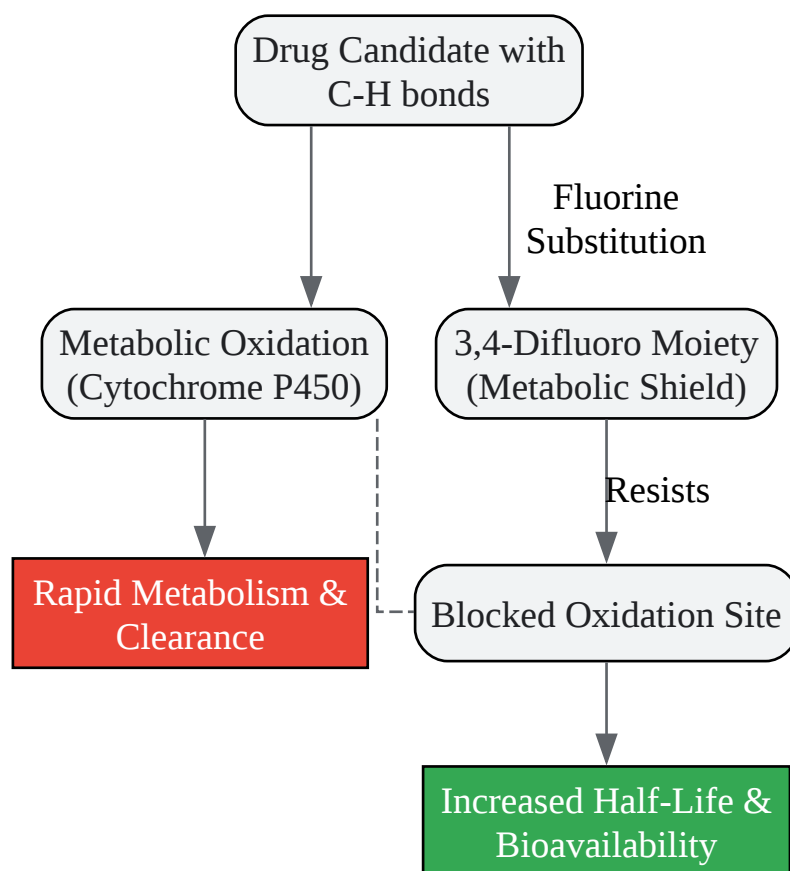 Drug Candidate with
C-H bonds
Fluorine
Substitution
Metabolic Oxidation
(Cytochrome P450)
3,4-Difluoro Moiety
(Metabolic Shield)
Resists
Rapid Metabolism &
Clearance
Blocked Oxidation Site
Increased Half-Life &
Bioavailability